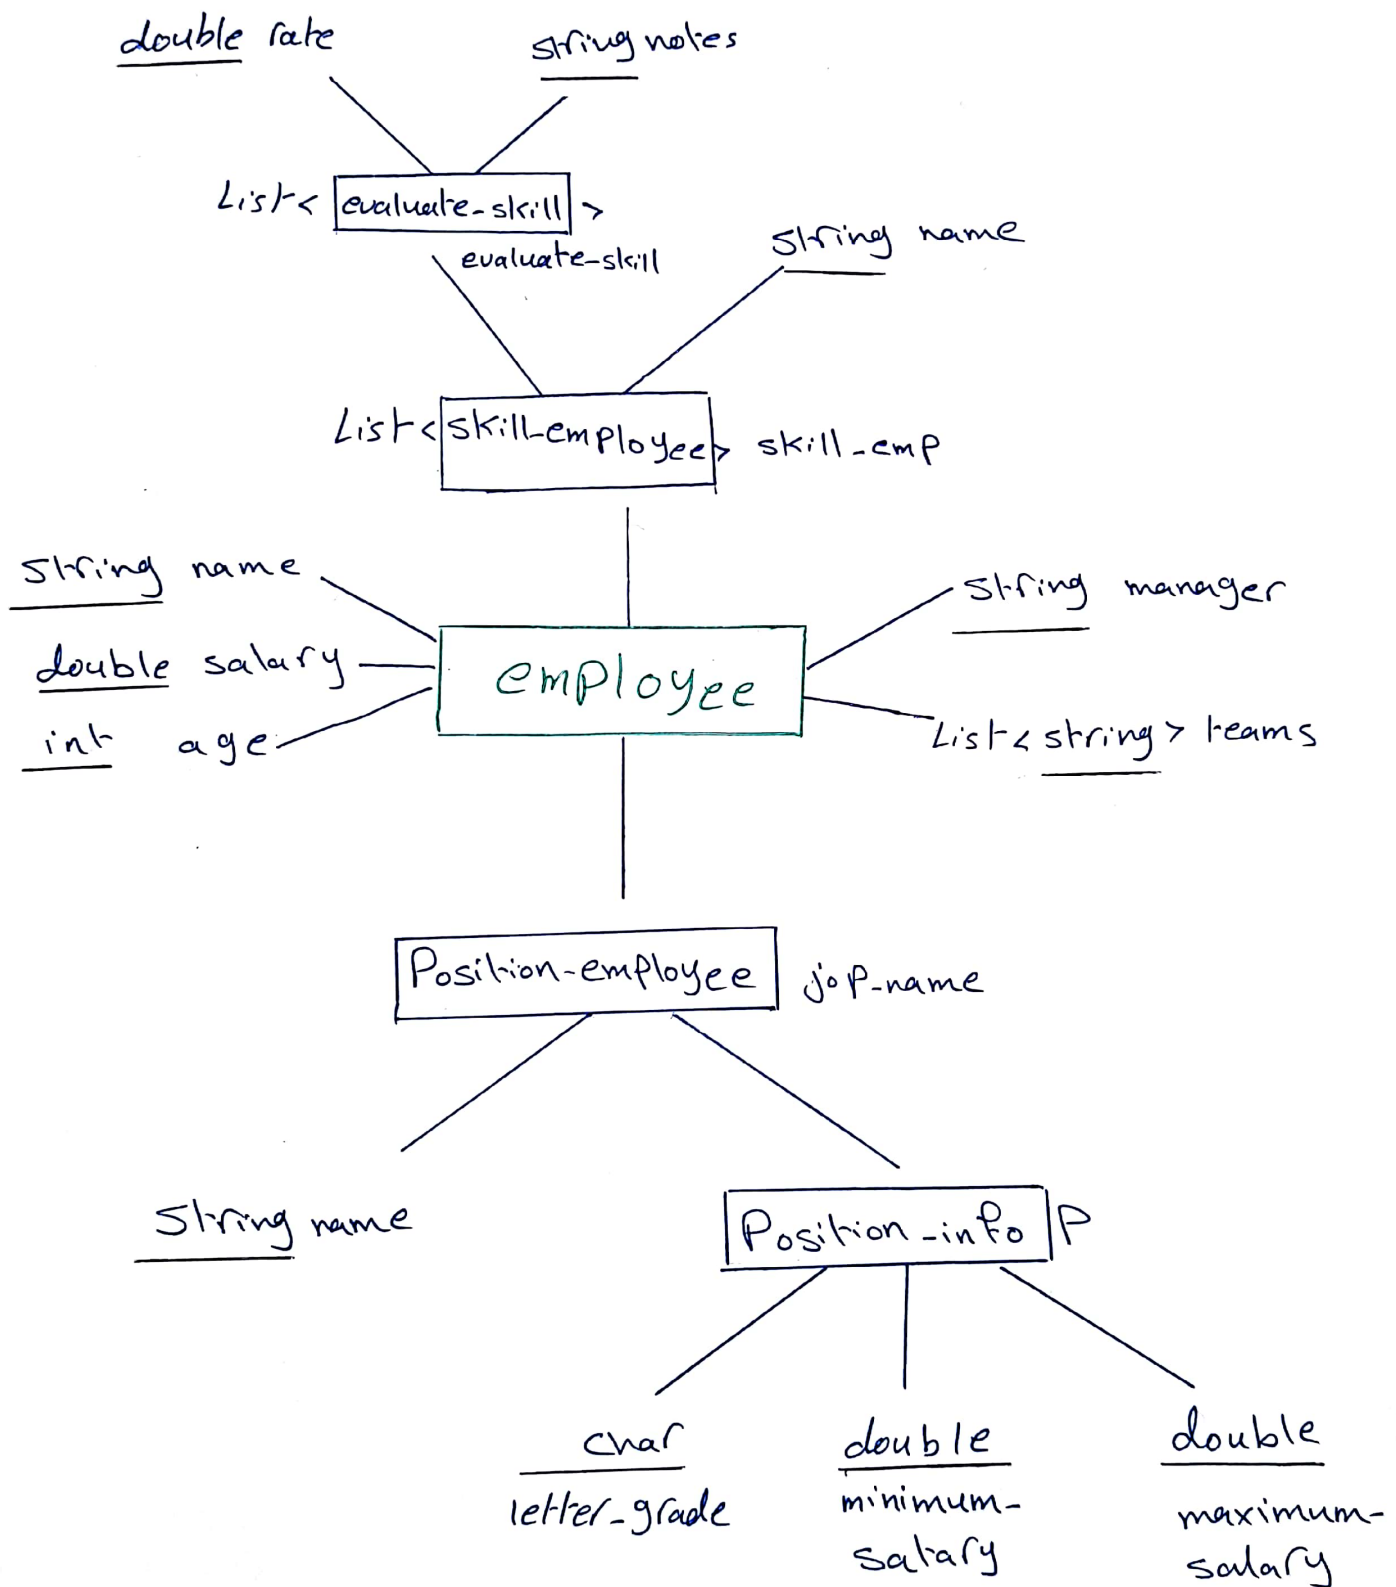 double rate
string notes
List< evaluate-skill >
evaluate-skill
string name
List<skill-employee> skill-emp
string name
string manager
double salary
employee
int age
List<string> teams
Position-employee jop-name
string name
Position-info P
char
letter-grade
double
minimum-
salary
double
maximum-
salary